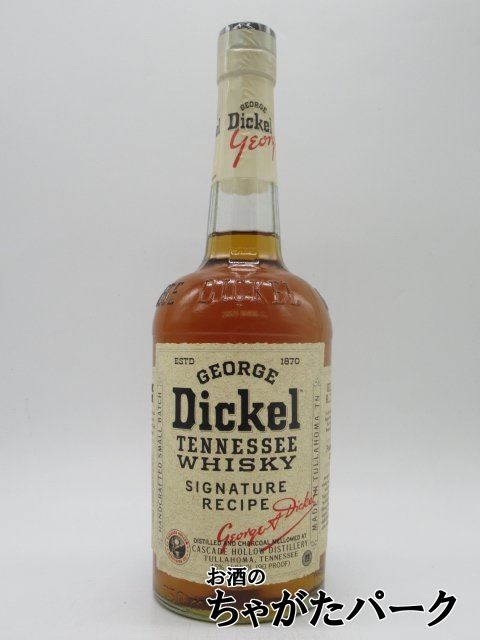 GEORGE
Dickel
Geor
DICKEL
ESTD 1870
GEORGE
Dickel
TENNESSEE
WHISKY
SIGNATURE
RECIPE
George A Dickel
HANDCRAFTED SMALL BATCH
MADE IN TULLAHOMA, TN
DISTILLED AND CHARCOAL MELLOWED AT
CASCADE HOLLOW DISTILLERY
TULLAHOMA, TENNESSEE
(90 PROOF)
お酒の
ちゃがたパーク